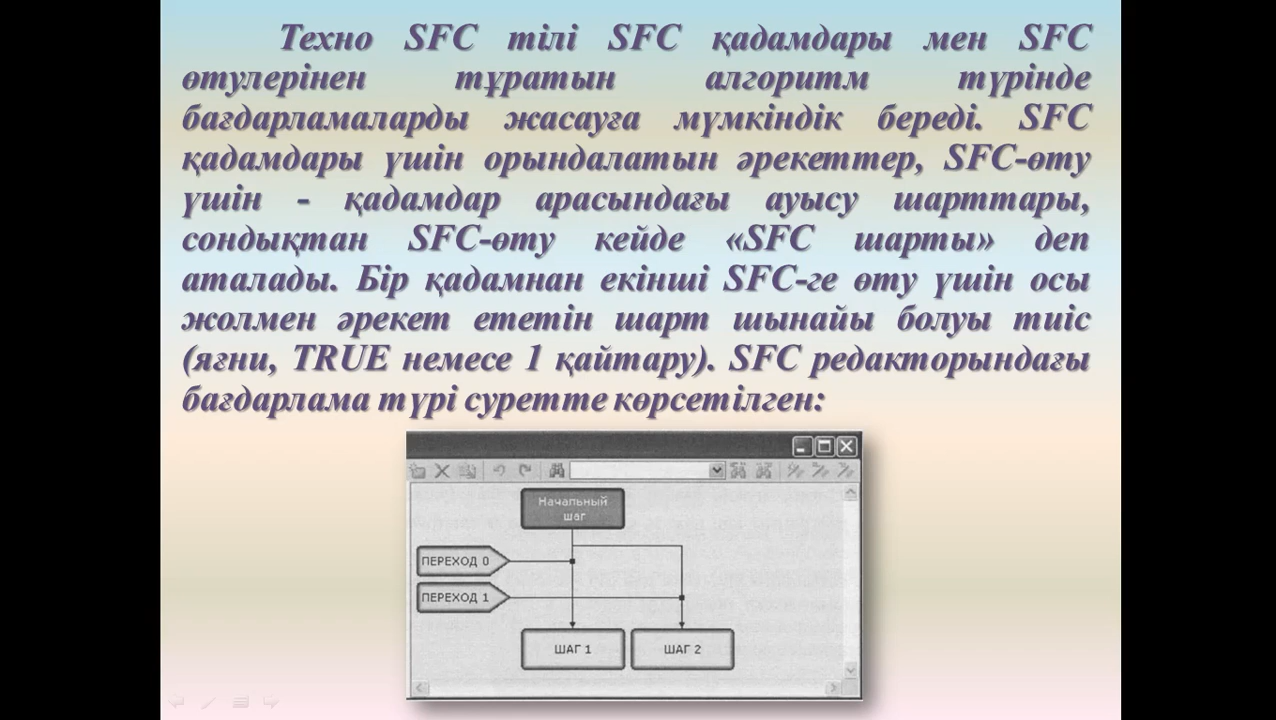 Техно SFC тілі SFC қадамдары мен SFC
өтулерінен тұратын алгоритм түрінде
бағдарламаларды жасауға мүмкіндік береді. SFC
қадамдары үшін орындалатын әрекеттер, SFC-өту
үшін - қадамдар арасындағы ауысу шарттары,
сондықтан SFC-өту кейде «SFC шарты» деп
аталады. Бір қадамнан екінші SFC-ге өту үшін осы
жолмен әрекет ететін шарт шынайы болуы тиіс
(яғни, TRUE немесе 1 қайтару). SFC редакторындағы
бағдарлама түрі суретте көрсетілген:
Начальный
шаг
ПЕРЕХОД 0
ПЕРЕХОД 1
ШАГ 1
ШАГ 2